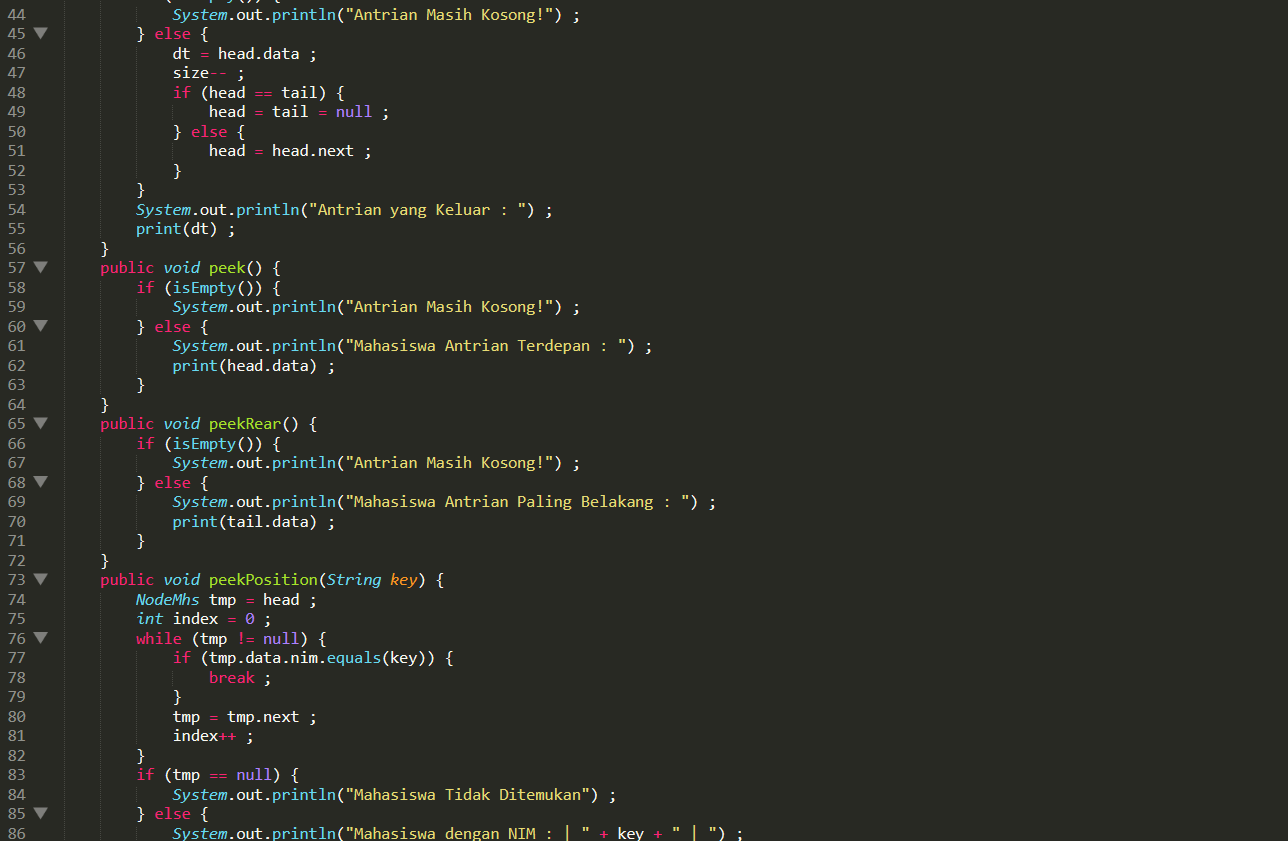 44 System.out.println("Antrian Masih Kosong!") ;
45 } else {
46 dt = head.data ;
47 size-- ;
48 if (head == tail) {
49 head = tail = null ;
50 } else {
51 head = head.next ;
52 }
53 }
54 System.out.println("Antrian yang Keluar : ") ;
55 print(dt) ;
56 }
57 public void peek() {
58 if (isEmpty()) {
59 System.out.println("Antrian Masih Kosong!") ;
60 } else {
61 System.out.println("Mahasiswa Antrian Terdepan : ") ;
62 print(head.data) ;
63 }
64 }
65 public void peekRear() {
66 if (isEmpty()) {
67 System.out.println("Antrian Masih Kosong!") ;
68 } else {
69 System.out.println("Mahasiswa Antrian Paling Belakang : ") ;
70 print(tail.data) ;
71 }
72 }
73 public void peekPosition(String key) {
74 NodeMhs tmp = head ;
75 int index = 0 ;
76 while (tmp != null) {
77 if (tmp.data.nim.equals(key)) {
78 break ;
79 }
80 tmp = tmp.next ;
81 index++ ;
82 }
83 if (tmp == null) {
84 System.out.println("Mahasiswa Tidak Ditemukan") ;
85 } else {
86 System.out.println("Mahasiswa dengan NIM : | " + key + " | ") ;